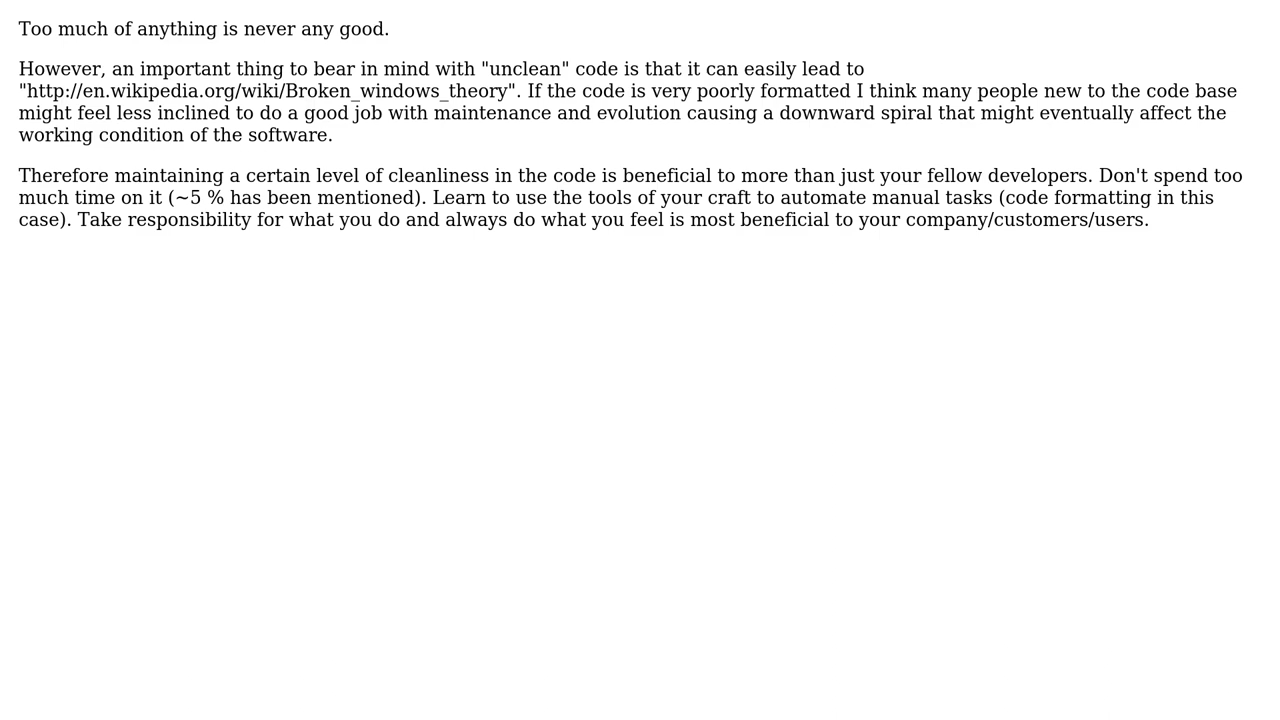 Too much of anything is never any good.
However, an important thing to bear in mind with "unclean" code is that it can easily lead to
"http://en.wikipedia.org/wiki/Broken_windows_theory". If the code is very poorly formatted I think many people new to the code base
might feel less inclined to do a good job with maintenance and evolution causing a downward spiral that might eventually affect the
working condition of the software.
Therefore maintaining a certain level of cleanliness in the code is beneficial to more than just your fellow developers. Don't spend too
much time on it (~5 % has been mentioned). Learn to use the tools of your craft to automate manual tasks (code formatting in this
case). Take responsibility for what you do and always do what you feel is most beneficial to your company/customers/users.